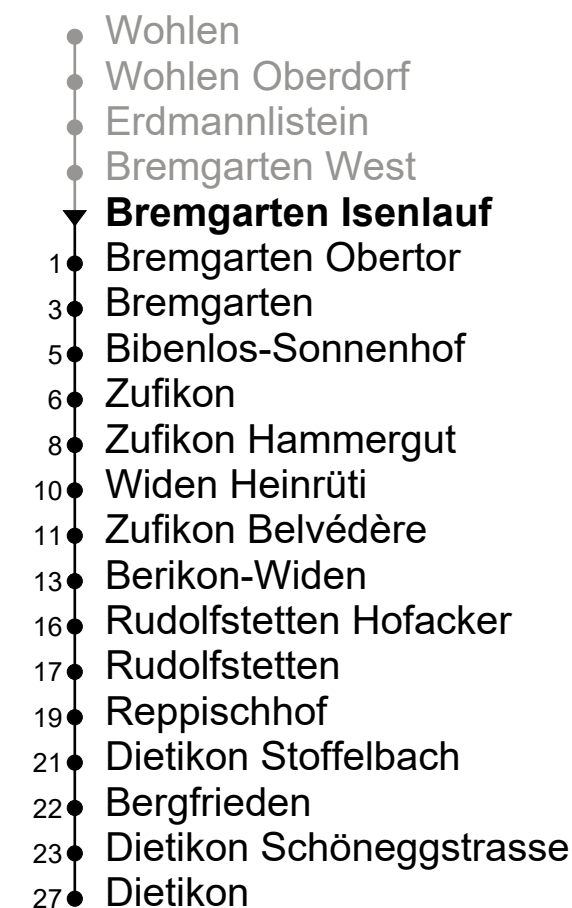 Wohlen
Wohlen Oberdorf
Erdmannlistein
Bremgarten West
Bremgarten Isenlauf
1 Bremgarten Obertor
3 Bremgarten
5 Bibenlos-Sonnenhof
6 Zufikon
8 Zufikon Hammergut
10 Widen Heinrüti
11 Zufikon Belvédère
13 Berikon-Widen
16 Rudolfstetten Hofacker
17 Rudolfstetten
19 Reppischhof
21 Dietikon Stoffelbach
22 Bergfrieden
23 Dietikon Schöneggstrasse
27 Dietikon